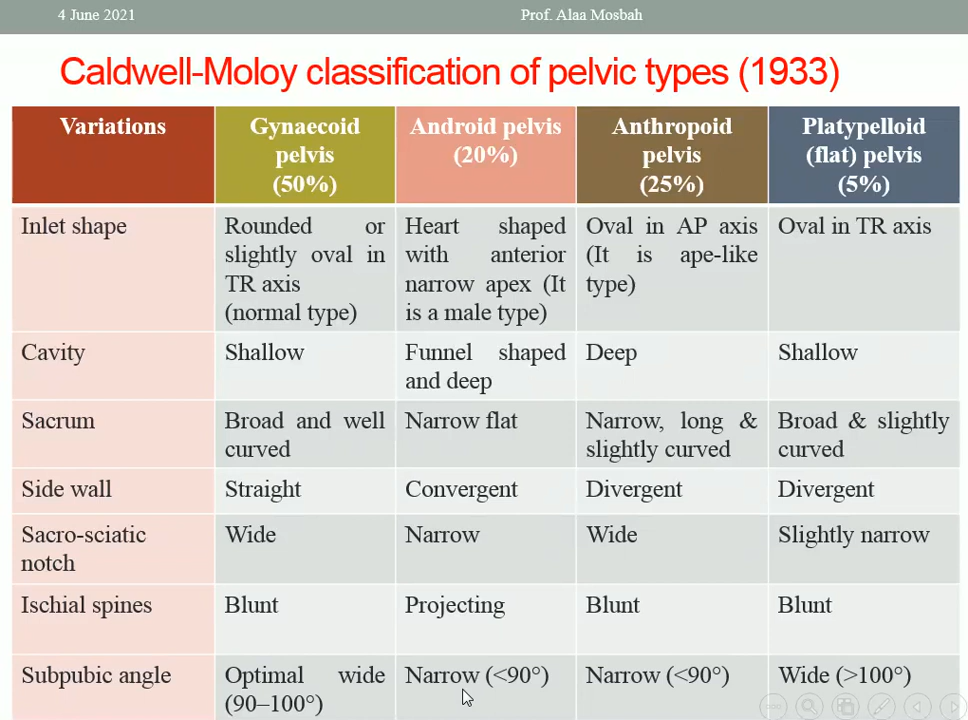 4 June 2021
Prof. Alaa Mosbah
Caldwell-Moloy classification of pelvic types (1933)
Variations
Gynaecoid
pelvis
(50%)
Android pelvis
(20%)
Anthropoid
pelvis
(25%)
Platypelloid
(flat) pelvis
(5%)
Inlet shape
Rounded or
slightly oval in
TR axis
(normal type)
Heart shaped
with anterior
narrow apex (It
is a male type)
Oval in AP axis
(It is ape-like
type)
Oval in TR axis
Cavity
Shallow
Funnel shaped
and deep
Deep
Shallow
Sacrum
Broad and well
curved
Narrow flat
Narrow, long &
slightly curved
Broad & slightly
curved
Side wall
Straight
Convergent
Divergent
Divergent
Sacro-sciatic
notch
Wide
Narrow
Wide
Slightly narrow
Ischial spines
Blunt
Projecting
Blunt
Blunt
Subpubic angle
Optimal wide
(90–100°)
Narrow (<90°)
Narrow (<90°)
Wide (>100°)